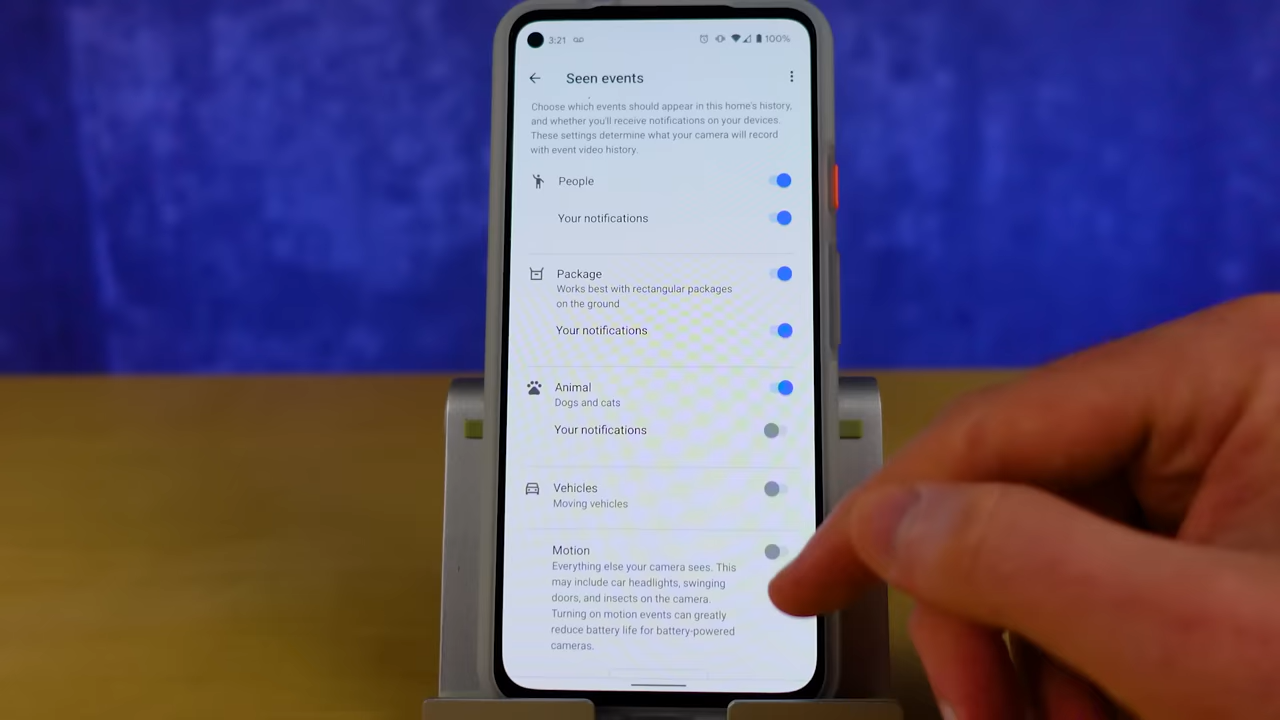 3:21
100%
Seen events
Choose which events should appear in this home's history,
and whether you'll receive notifications on your devices.
These settings determine what your camera will record
with event video history.
People
Your notifications
Package
Works best with rectangular packages
on the ground
Your notifications
Animal
Dogs and cats
Your notifications
Vehicles
Moving vehicles
Motion
Everything else your camera sees. This
may include car headlights, swinging
doors, and insects on the camera.
Turning on motion events can greatly
reduce battery life for battery-powered
cameras.